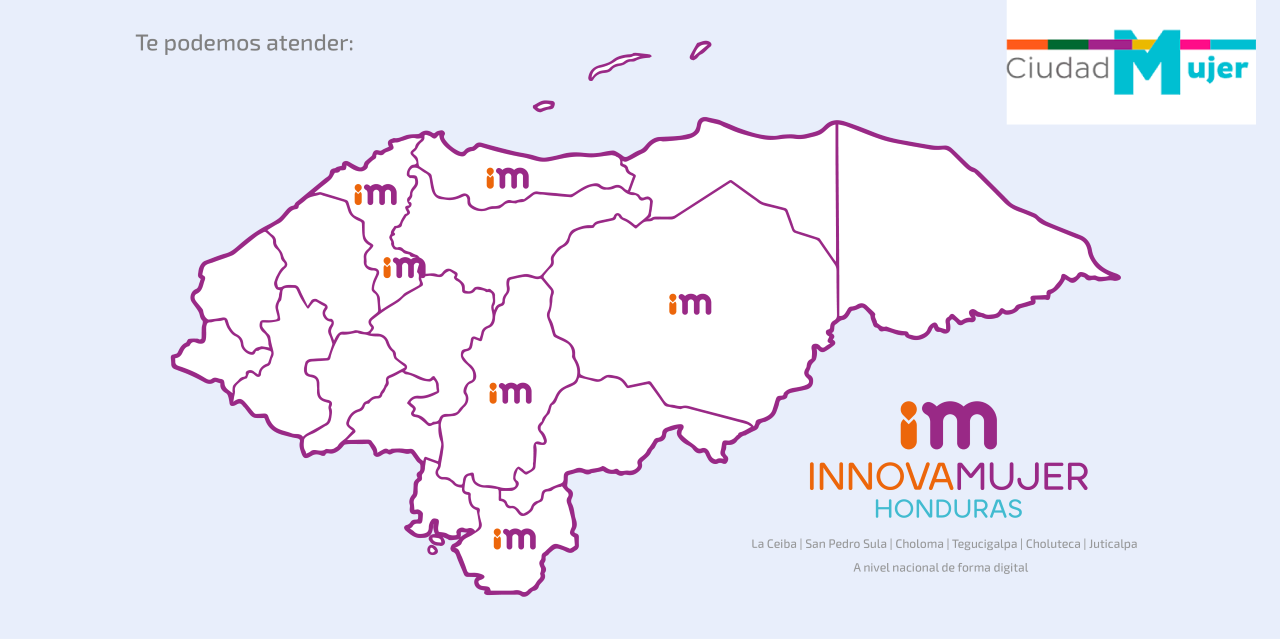 Te podemos atender:
Ciudad Mujer
im
im
im
im
im
im
im
INNOVAMUJER
HONDURAS
La Ceiba | San Pedro Sula | Choloma | Tegucigalpa | Choluteca | Juticalpa
A nivel nacional de forma digital